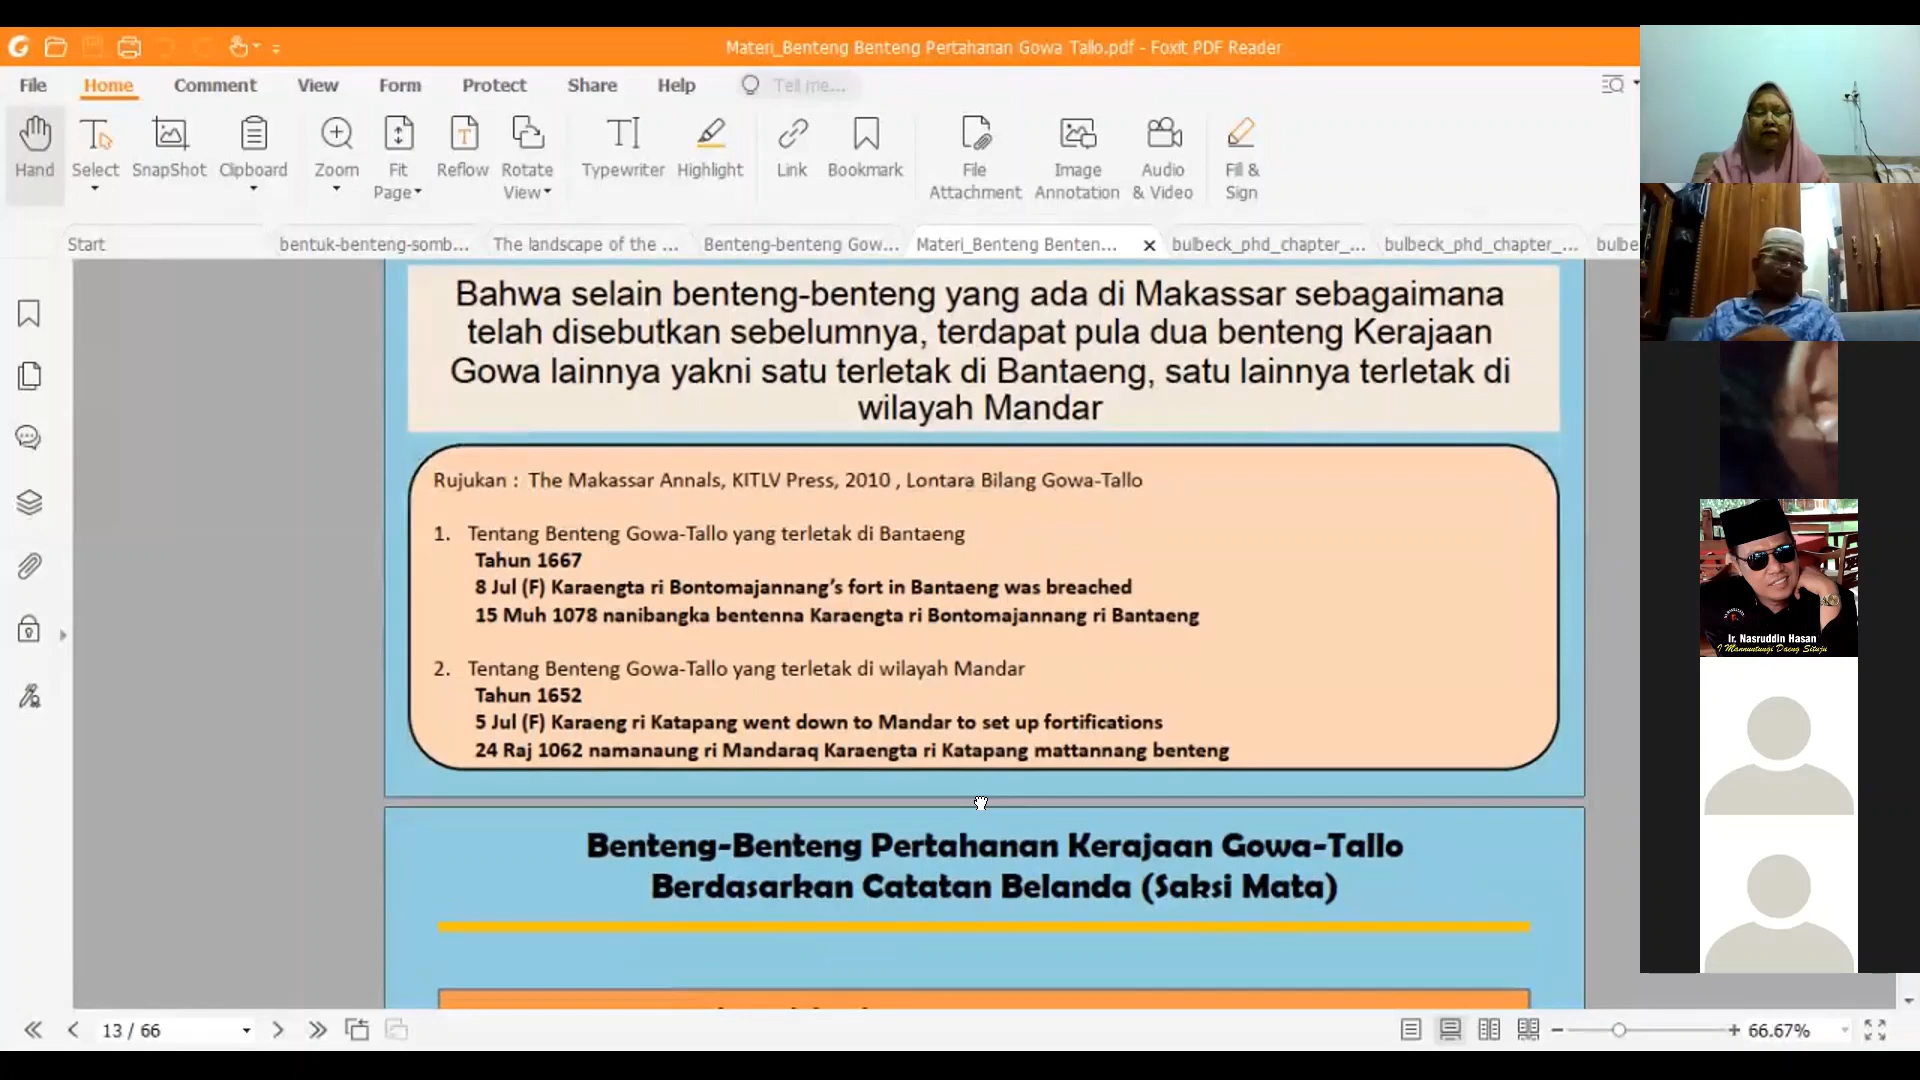 Materi_Benteng Benteng Pertahanan Gowa Tallo.pdf - Foxit PDF Reader
File Home Comment View Form Protect Share Help Tell me...
Hand Select SnapShot Clipboard Zoom Fit Page Reflow Rotate View Typewriter Highlight Link Bookmark File Attachment Image Annotation Audio & Video Fill & Sign
Start bentuk-benteng-somb... The landscape of the ... Benteng-benteng Gow... Materi_Benteng Benten... bulbeck_phd_chapter_... bulbeck_phd_chapter_... bulbe
Bahwa selain benteng-benteng yang ada di Makassar sebagaimana
telah disebutkan sebelumnya, terdapat pula dua benteng Kerajaan
Gowa lainnya yakni satu terletak di Bantaeng, satu lainnya terletak di
wilayah Mandar
Rujukan : The Makassar Annals, KITLV Press, 2010 , Lontara Bilang Gowa-Tallo
1. Tentang Benteng Gowa-Tallo yang terletak di Bantaeng
Tahun 1667
8 Jul (F) Karaengta ri Bontomajannang’s fort in Bantaeng was breached
15 Muh 1078 nanibangka bentenna Karaengta ri Bontomajannang ri Bantaeng
2. Tentang Benteng Gowa-Tallo yang terletak di wilayah Mandar
Tahun 1652
5 Jul (F) Karaeng ri Katapang went down to Mandar to set up fortifications
24 Raj 1062 namanaung ri Mandaraq Karaengta ri Katapang mattannang benteng
Benteng-Benteng Pertahanan Kerajaan Gowa-Tallo
Berdasarkan Catatan Belanda (Saksi Mata)
Ir. Nasruddin Hasan
I Mannuntungi Daeng Situju
13 / 66
66.67%